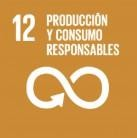 12 PRODUCCIÓN
Y CONSUMO
RESPONSABLES